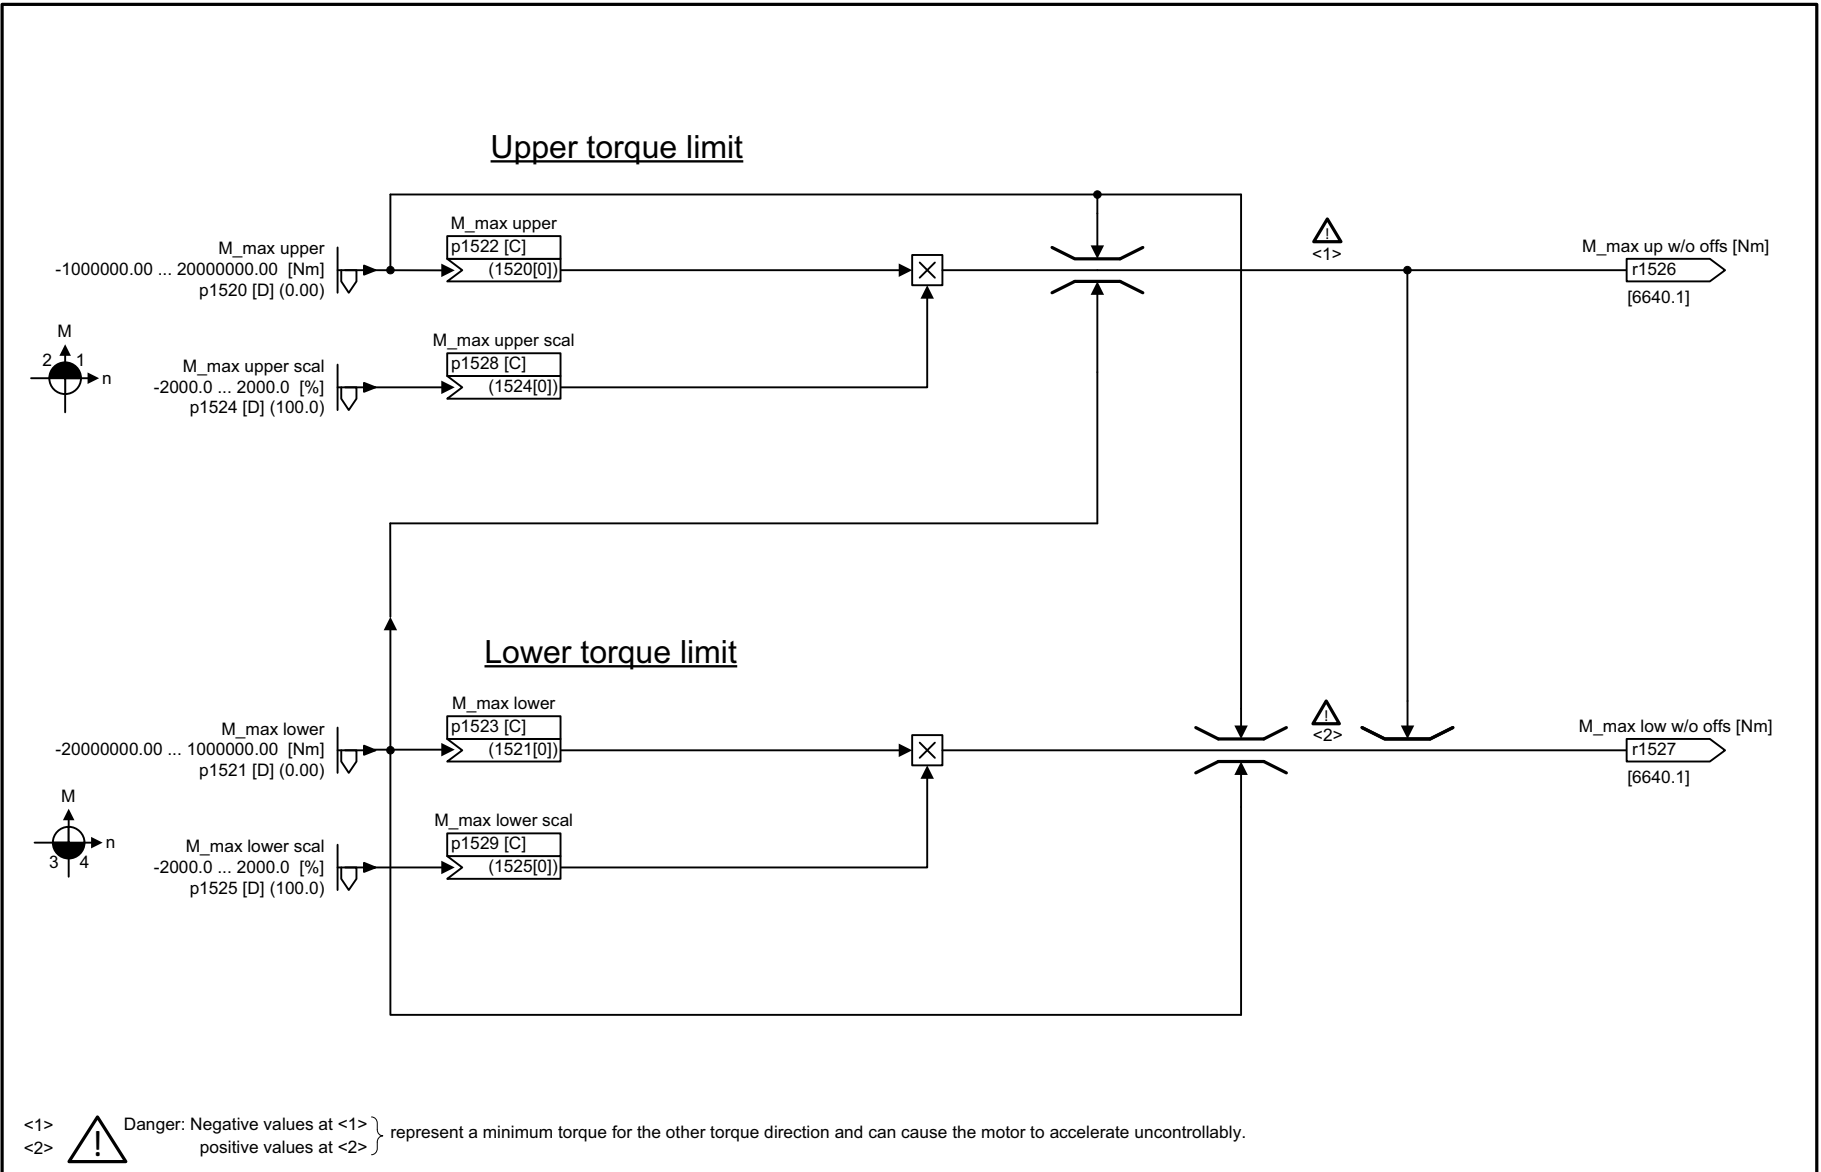 Upper torque limit
M_max upper
-1000000.00 ... 20000000.00 [Nm]
p1520 [D] (0.00)
M_max upper
p1522 [C]
(1520[0])
<1>
M_max up w/o offs [Nm]
r1526
[6640.1]
M
2 1
n
M_max upper scal
-2000.0 ... 2000.0 [%]
p1524 [D] (100.0)
M_max upper scal
p1528 [C]
(1524[0])
Lower torque limit
M_max lower
-20000000.00 ... 1000000.00 [Nm]
p1521 [D] (0.00)
M_max lower
p1523 [C]
(1521[0])
<2>
M_max low w/o offs [Nm]
r1527
[6640.1]
M
n
3 4
M_max lower scal
-2000.0 ... 2000.0 [%]
p1525 [D] (100.0)
M_max lower scal
p1529 [C]
(1525[0])
<1>
<2>
Danger: Negative values at <1>
positive values at <2>
represent a minimum torque for the other torque direction and can cause the motor to accelerate uncontrollably.